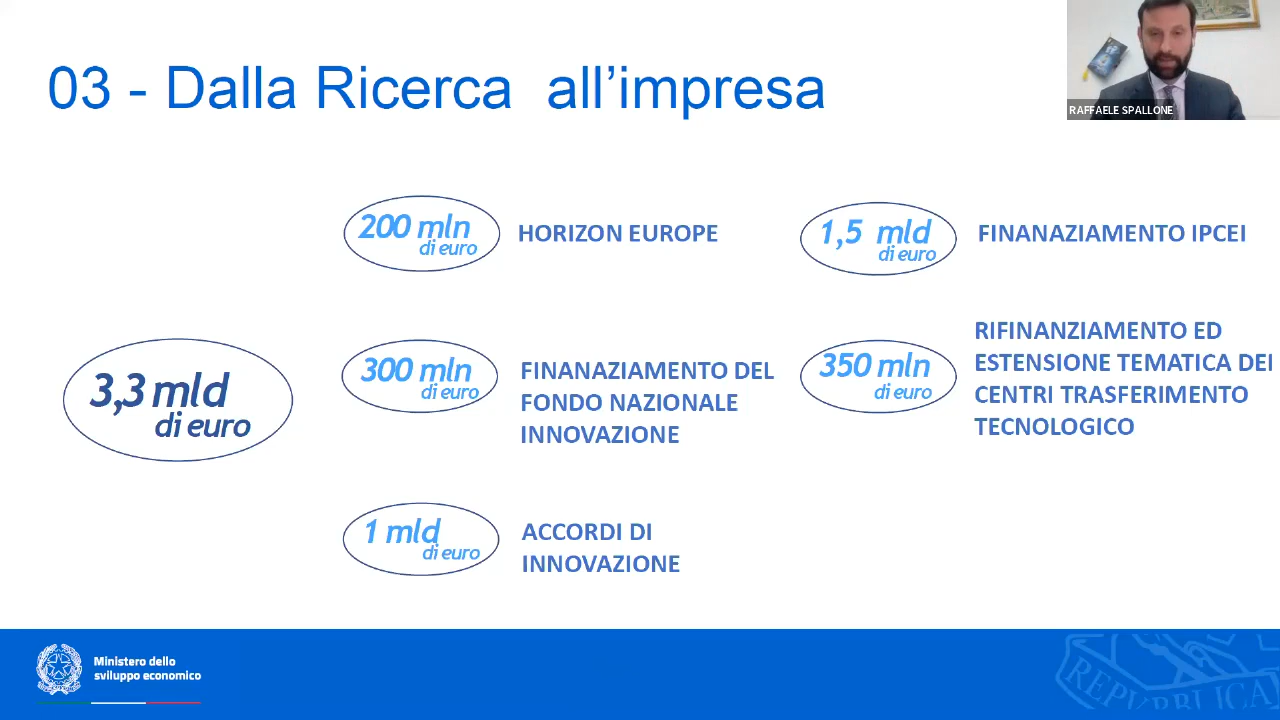 03 - Dalla Ricerca all’impresa
RAFFAELE SPALLONE
200 mln
di euro
HORIZON EUROPE
1,5 mld
di euro
FINANAZIAMENTO IPCEI
3,3 mld
di euro
300 mln
di euro
FINANAZIAMENTO DEL
FONDO NAZIONALE
INNOVAZIONE
350 mln
di euro
RIFINANZIAMENTO ED
ESTENSIONE TEMATICA DEI
CENTRI TRASFERIMENTO
TECNOLOGICO
1 mld
di euro
ACCORDI DI
INNOVAZIONE
Ministero dello
sviluppo economico
REPVBBLICA